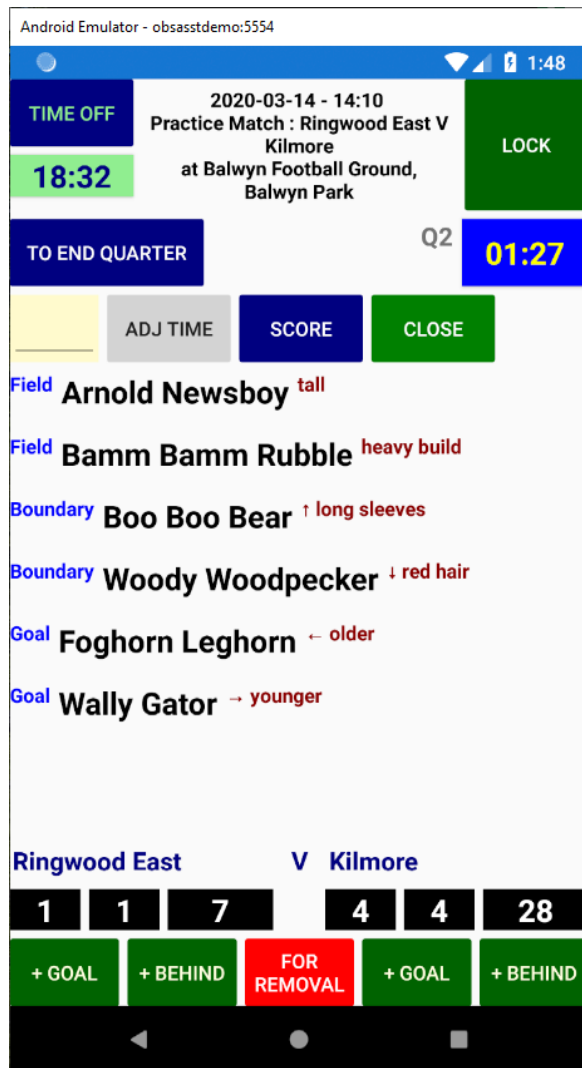 Android Emulator - obsasstdemo:5554
1:48
TIME OFF
18:32
2020-03-14 - 14:10
Practice Match : Ringwood East V
Kilmore
at Balwyn Football Ground,
Balwyn Park
LOCK
TO END QUARTER
Q2
01:27
ADJ TIME
SCORE
CLOSE
Field Arnold Newsboy tall
Field Bamm Bamm Rubble heavy build
Boundary Boo Boo Bear ↑ long sleeves
Boundary Woody Woodpecker ↓ red hair
Goal Foghorn Leghorn ← older
Goal Wally Gator → younger
Ringwood East V Kilmore
1 1 7 4 4 28
+ GOAL
+ BEHIND
FOR
REMOVAL
+ GOAL
+ BEHIND